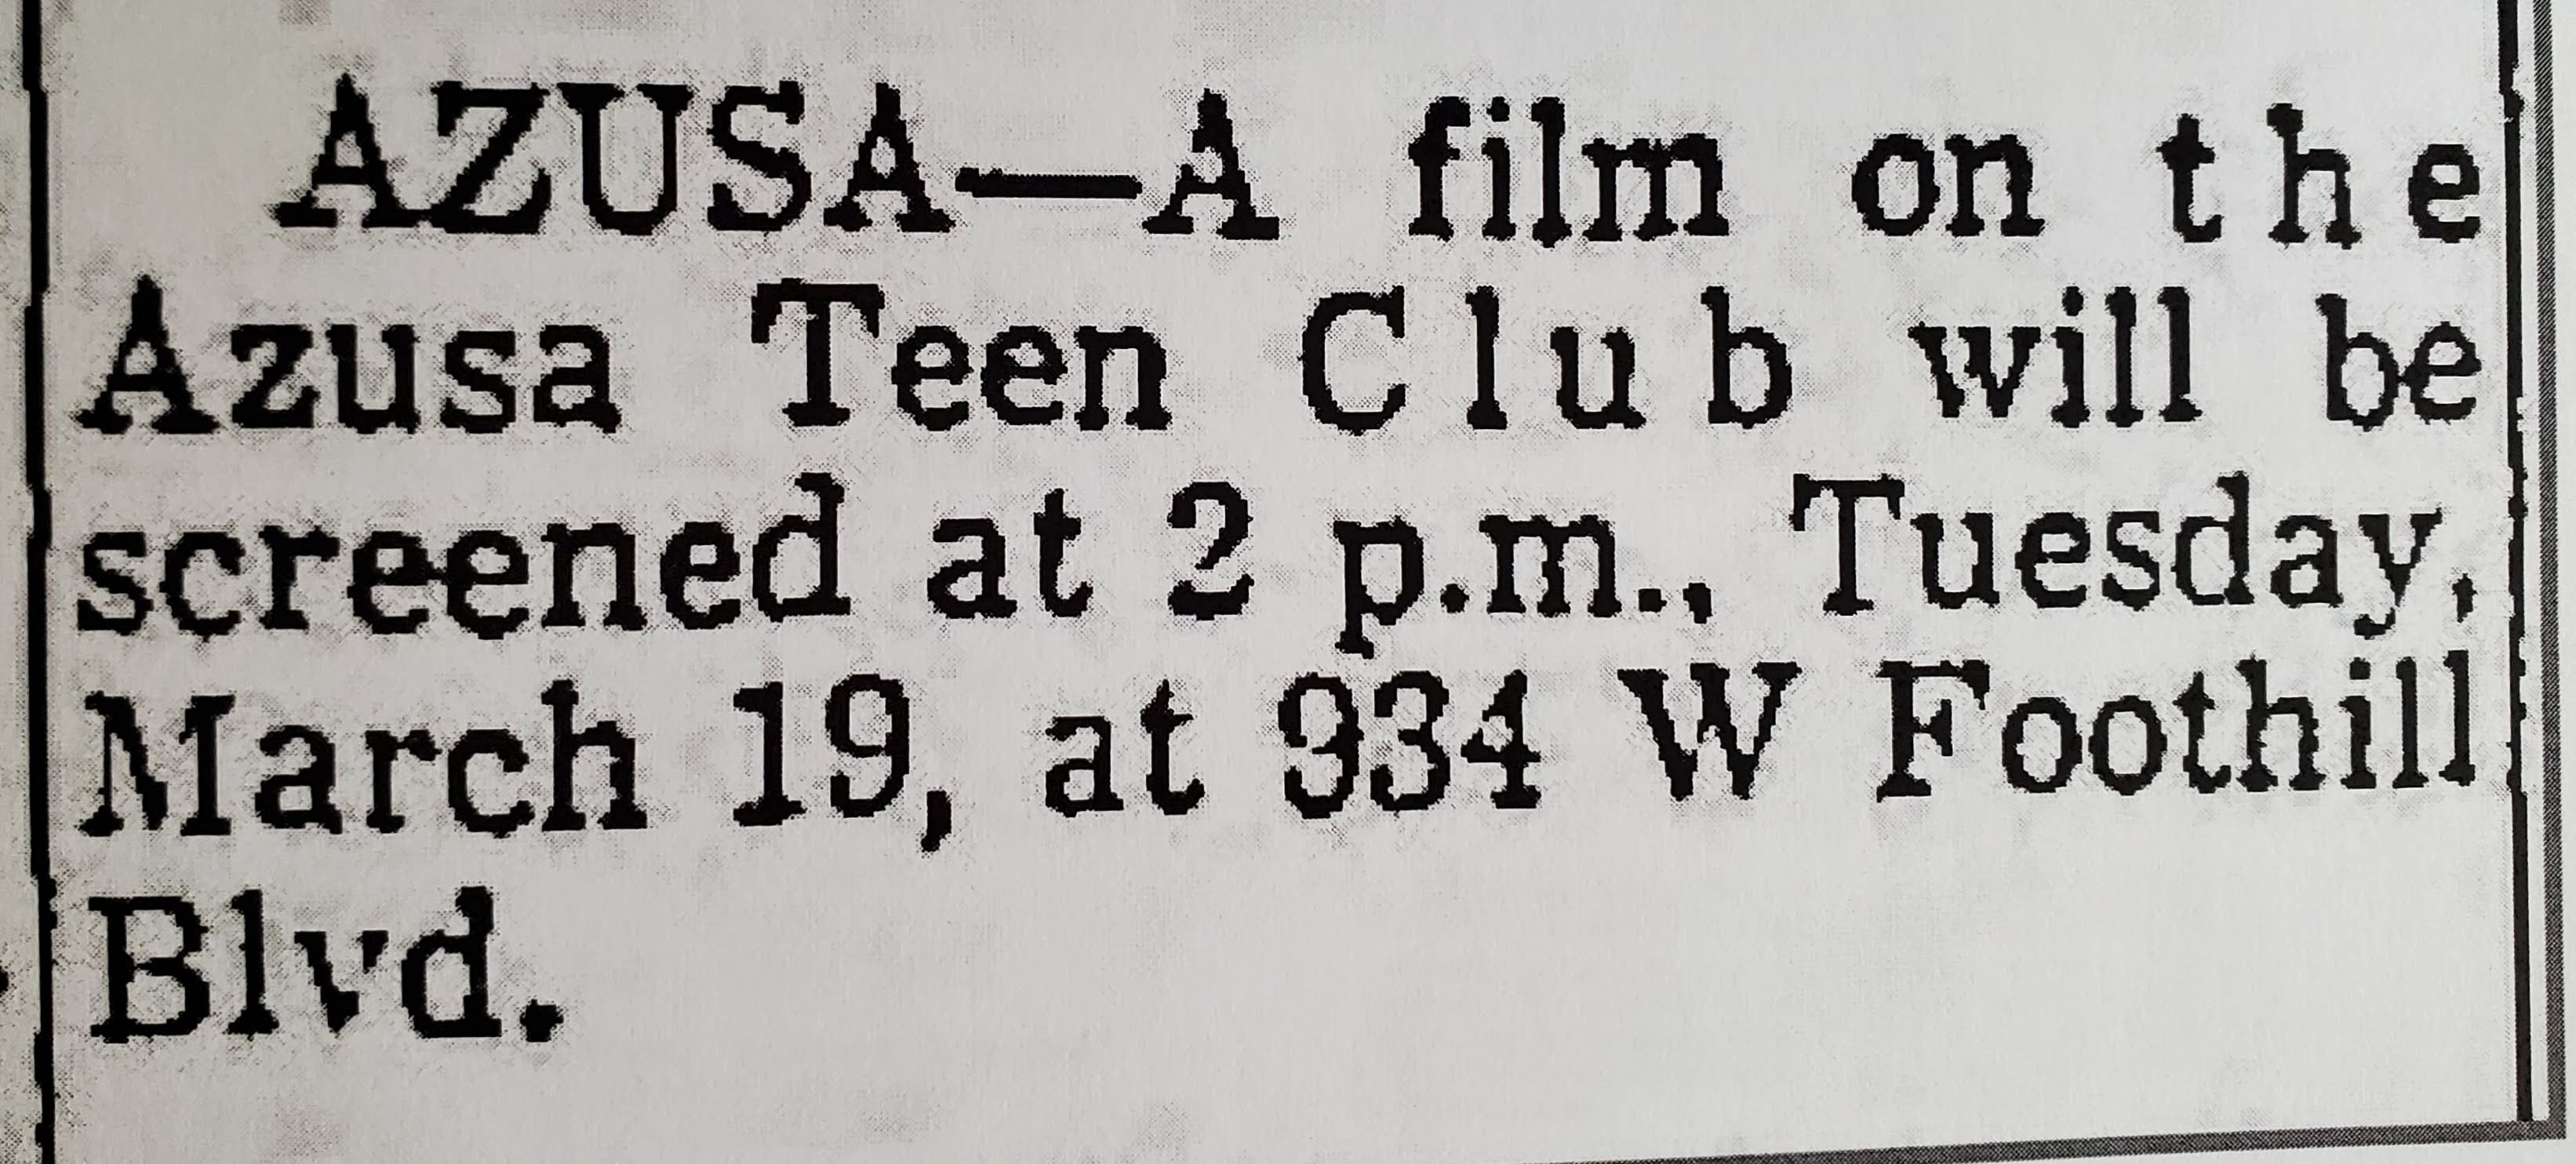 AZUSA—A film on the
Azusa Teen Club will be
screened at 2 p.m., Tuesday,
March 19, at 934 W Foothill
Blvd.